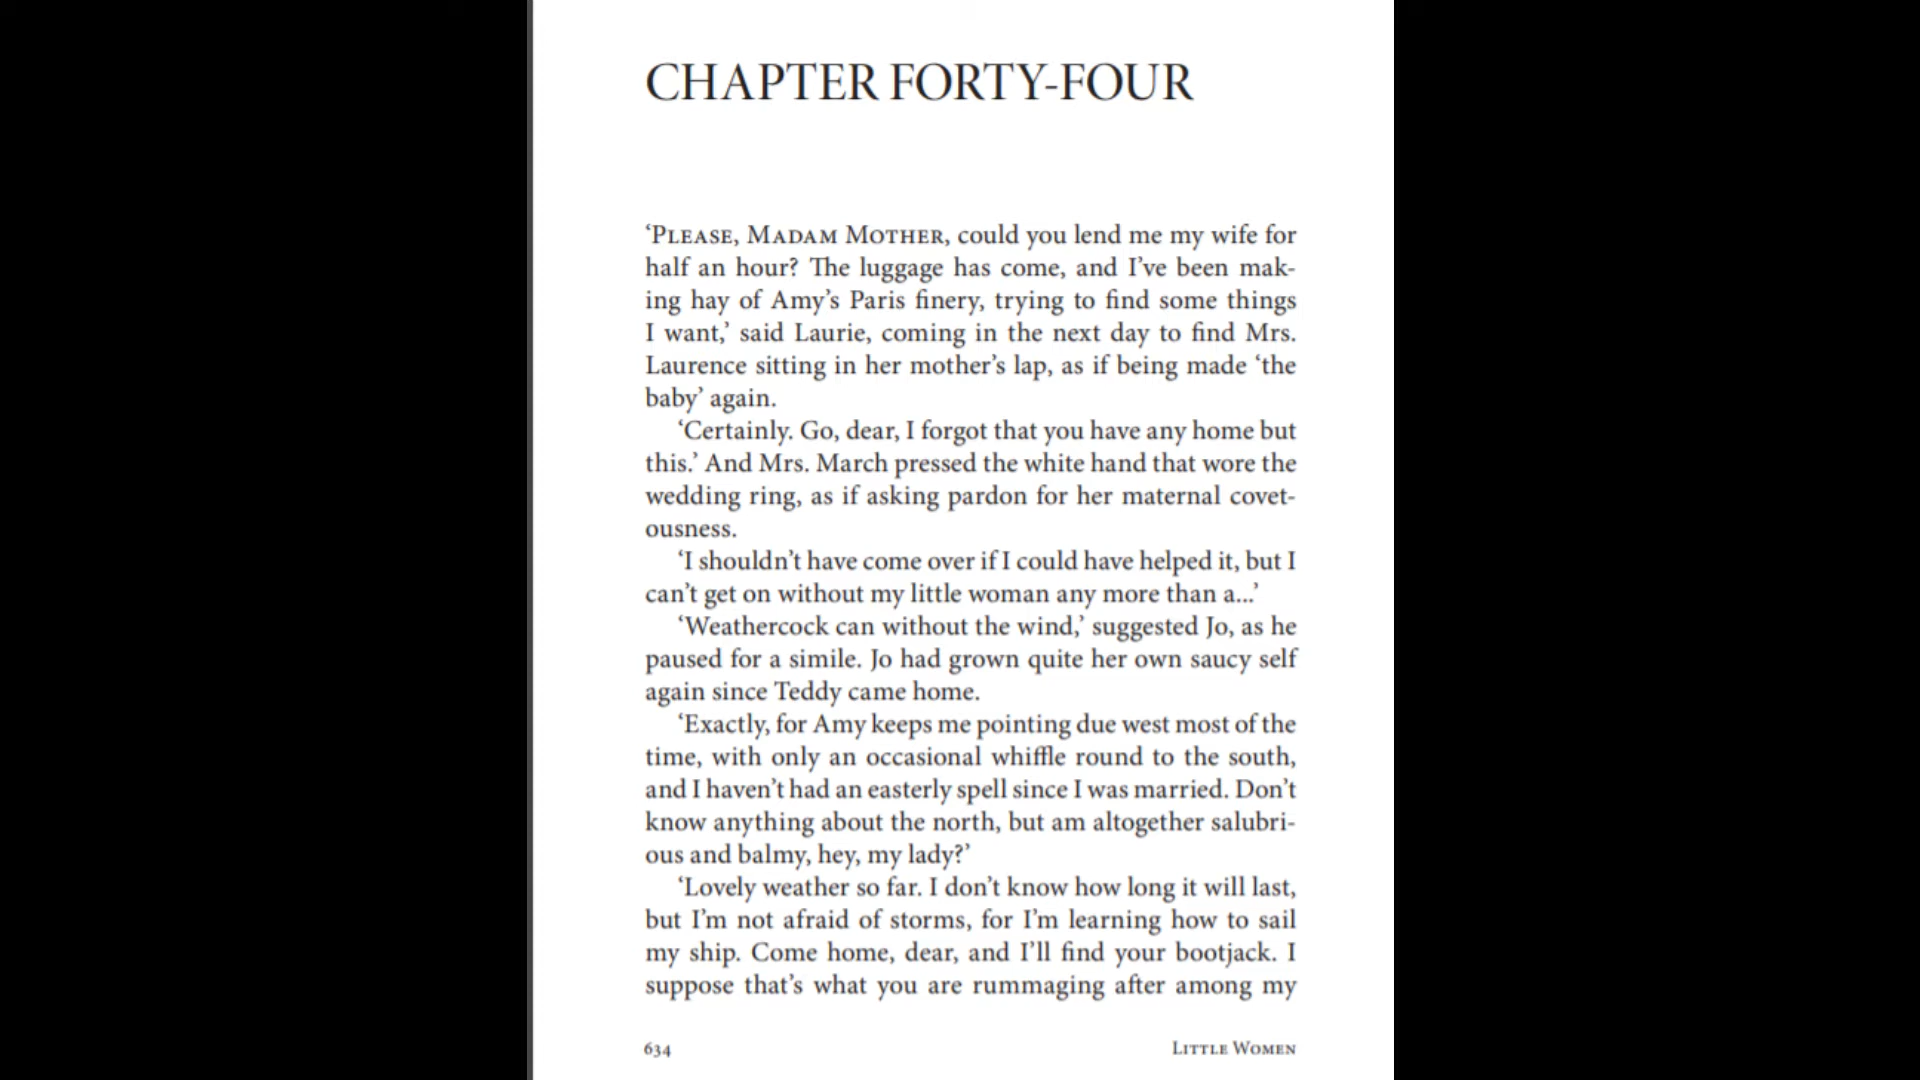 CHAPTER FORTY-FOUR
‘PLEASE, MADAM MOTHER, could you lend me my wife for
half an hour? The luggage has come, and I’ve been mak-
ing hay of Amy’s Paris finery, trying to find some things
I want,’ said Laurie, coming in the next day to find Mrs.
Laurence sitting in her mother’s lap, as if being made ‘the
baby’ again.
‘Certainly. Go, dear, I forgot that you have any home but
this.’ And Mrs. March pressed the white hand that wore the
wedding ring, as if asking pardon for her maternal covet-
ousness.
‘I shouldn’t have come over if I could have helped it, but I
can’t get on without my little woman any more than a...’
‘Weathercock can without the wind,’ suggested Jo, as he
paused for a simile. Jo had grown quite her own saucy self
again since Teddy came home.
‘Exactly, for Amy keeps me pointing due west most of the
time, with only an occasional whiffle round to the south,
and I haven’t had an easterly spell since I was married. Don’t
know anything about the north, but am altogether salubri-
ous and balmy, hey, my lady?’
‘Lovely weather so far. I don’t know how long it will last,
but I’m not afraid of storms, for I’m learning how to sail
my ship. Come home, dear, and I’ll find your bootjack. I
suppose that’s what you are rummaging after among my
634 LITTLE WOMEN